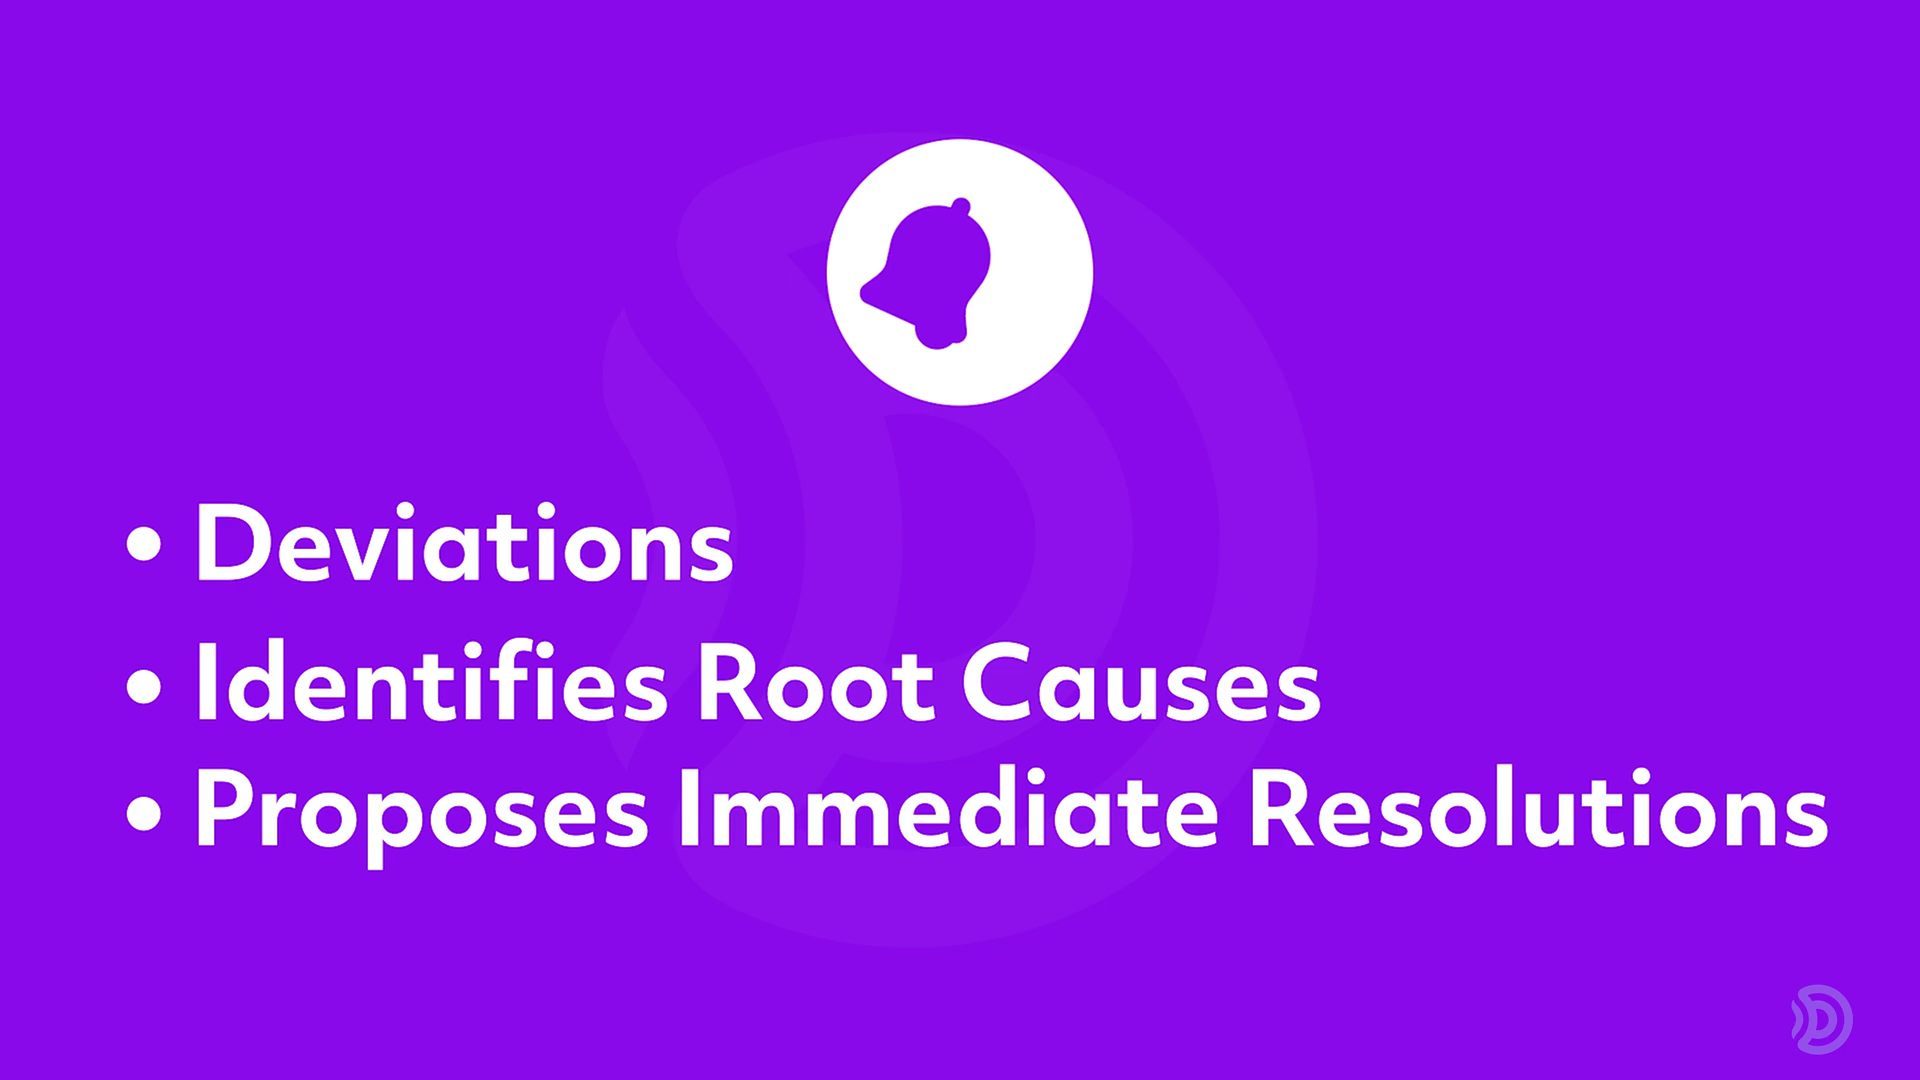 • Deviations
• Identifies Root Causes
• Proposes Immediate Resolutions